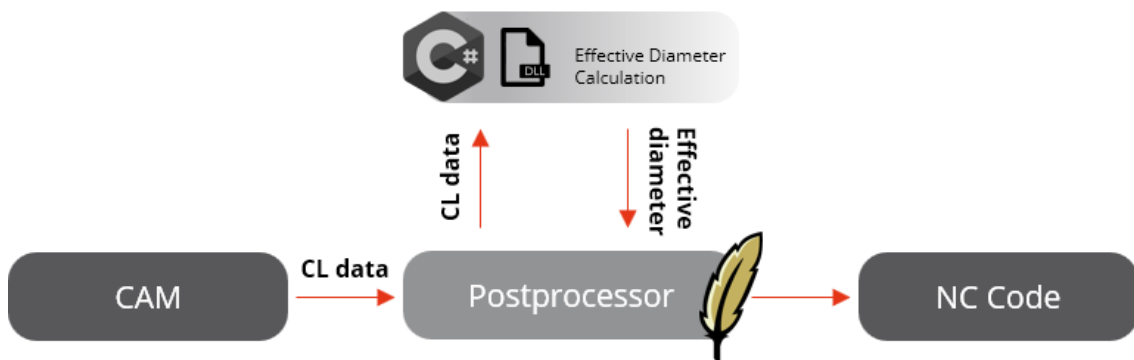 C#
DLL
Effective Diameter
Calculation
CL data
Effective
diameter
CAM
CL data
Postprocessor
NC Code